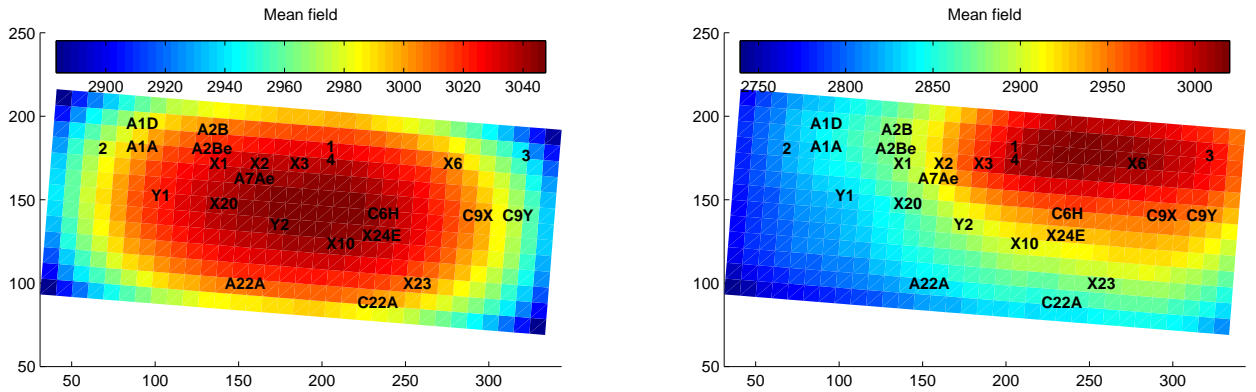 Mean field
250
2900 2920 2940 2960 2980 3000 3020 3040
200
A1D
A2B
2
A1A
A2Be
1
3
X1 X2 X3 4
X6
A7Ae
150
Y1
X20
C6H
C9X C9Y
Y2
X24E
X10
100
A22A
X23
C22A
50
50 100 150 200 250 300
Mean field
250
2750 2800 2850 2900 2950 3000
200
A1D
A2B
2
A1A
A2Be
1
3
X1 X2 X3 4
X6
A7Ae
150
Y1
X20
C6H
C9X C9Y
Y2
X24E
X10
100
A22A
X23
C22A
50
50 100 150 200 250 300